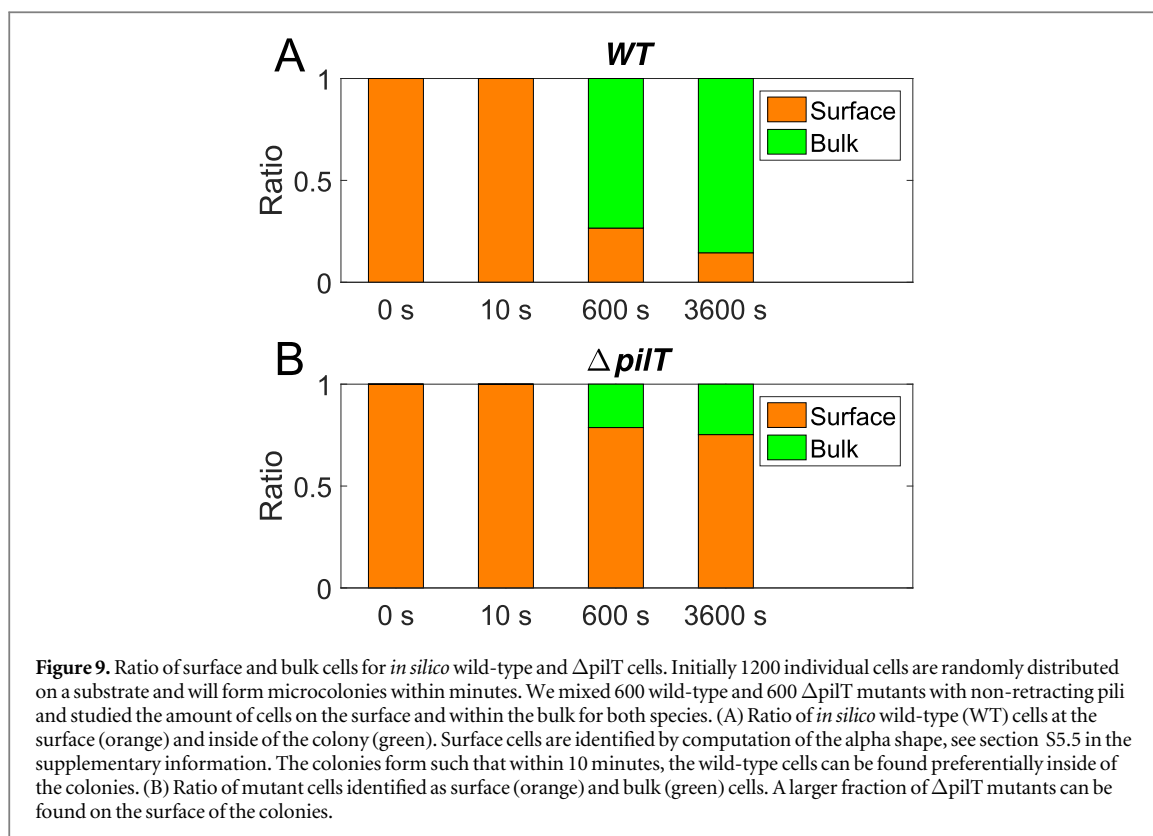 A
WT
1
0.5
0
Ratio
Surface
Bulk
0 s
10 s
600 s
3600 s
B
Δ pilT
1
0.5
0
Ratio
Surface
Bulk
0 s
10 s
600 s
3600 s
Figure 9. Ratio of surface and bulk cells for in silico wild-type and ΔpilT cells. Initially 1200 individual cells are randomly distributed
on a substrate and will form microcolonies within minutes. We mixed 600 wild-type and 600 ΔpilT mutants with non-retracting pili
and studied the amount of cells on the surface and within the bulk for both species. (A) Ratio of in silico wild-type (WT) cells at the
surface (orange) and inside of the colony (green). Surface cells are identified by computation of the alpha shape, see section S5.5 in the
supplementary information. The colonies form such that within 10 minutes, the wild-type cells can be found preferentially inside of
the colonies. (B) Ratio of mutant cells identified as surface (orange) and bulk (green) cells. A larger fraction of ΔpilT mutants can be
found on the surface of the colonies.